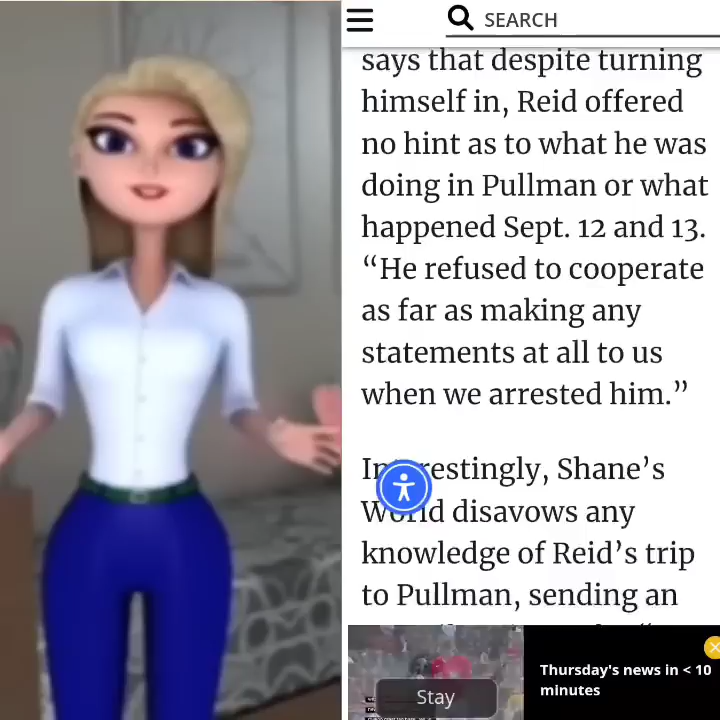 SEARCH
says that despite turning
himself in, Reid offered
no hint as to what he was
doing in Pullman or what
happened Sept. 12 and 13.
“He refused to cooperate
as far as making any
statements at all to us
when we arrested him.”
Interestingly, Shane’s
World disavows any
knowledge of Reid’s trip
to Pullman, sending an
Stay
Thursday's news in < 10
minutes